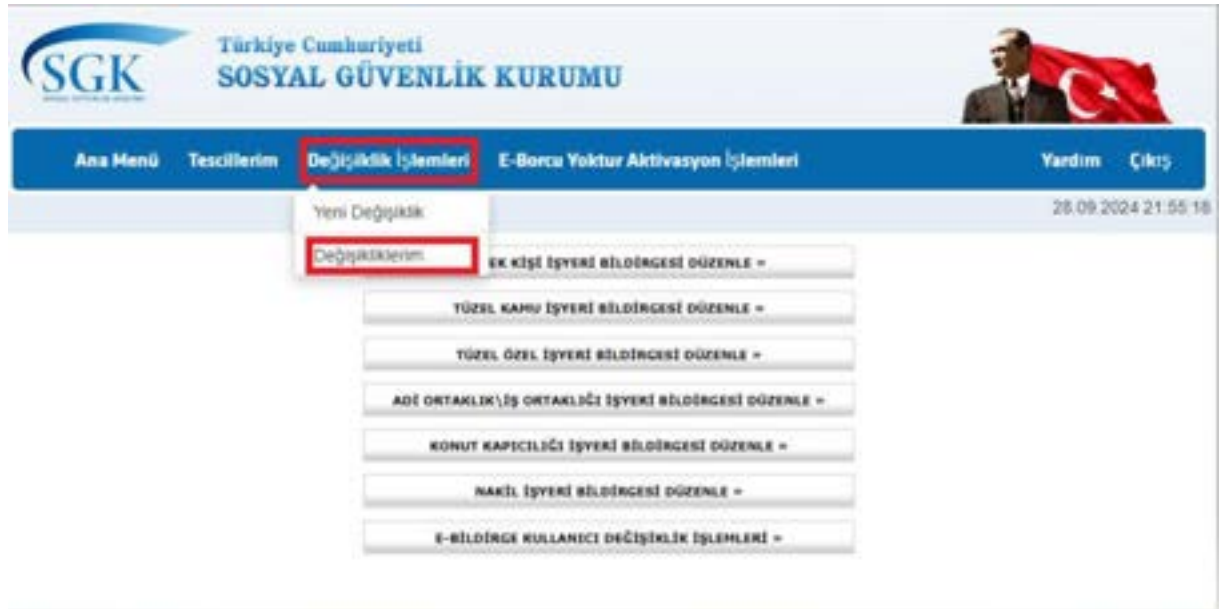 SGK
Türkiye Cumhuriyeti
SOSYAL GÜVENLİK KURUMU
Ana Menü Tescillerim Değişiklik İşlemleri E-Borcu Yoktur Aktivasyon İşlemleri Yardım Çıkış
Yeni Değişiklik
28.09.2024 21:55:18
Değişikliklerim
EK KİŞİ İŞYERİ BİLDİRGESİ DÜZENLE »
TÜZEL KAMU İŞYERİ BİLDİRGESİ DÜZENLE »
TÜZEL ÖZEL İŞYERİ BİLDİRGESİ DÜZENLE »
ADİ ORTAKLIK\İŞ ORTAKLIĞI İŞYERİ BİLDİRGESİ DÜZENLE »
KONUT KAPICILIĞI İŞYERİ BİLDİRGESİ DÜZENLE »
NAKİL İŞYERİ BİLDİRGESİ DÜZENLE »
E-BİLDİRGE KULLANICI DEĞİŞİKLİK İŞLEMLERİ »